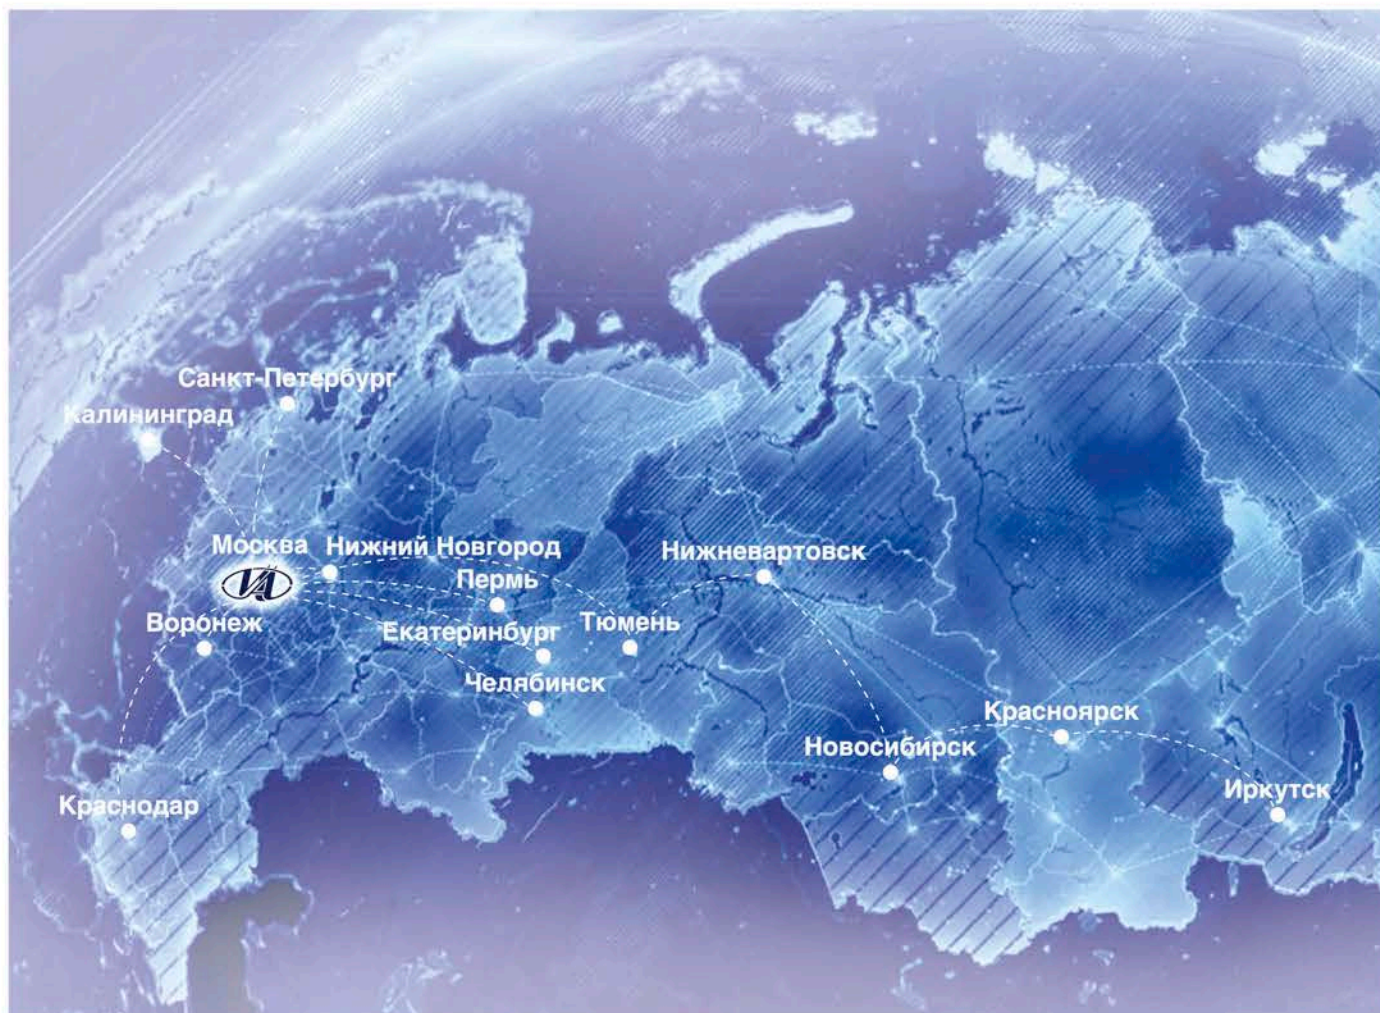 Санкт-Петербург
Калининград
Москва
Нижний Новгород
Нижневартовск
Пермь
Воронеж
Екатеринбург
Тюмень
Челябинск
Красноярск
Новосибирск
Иркутск
Краснодар